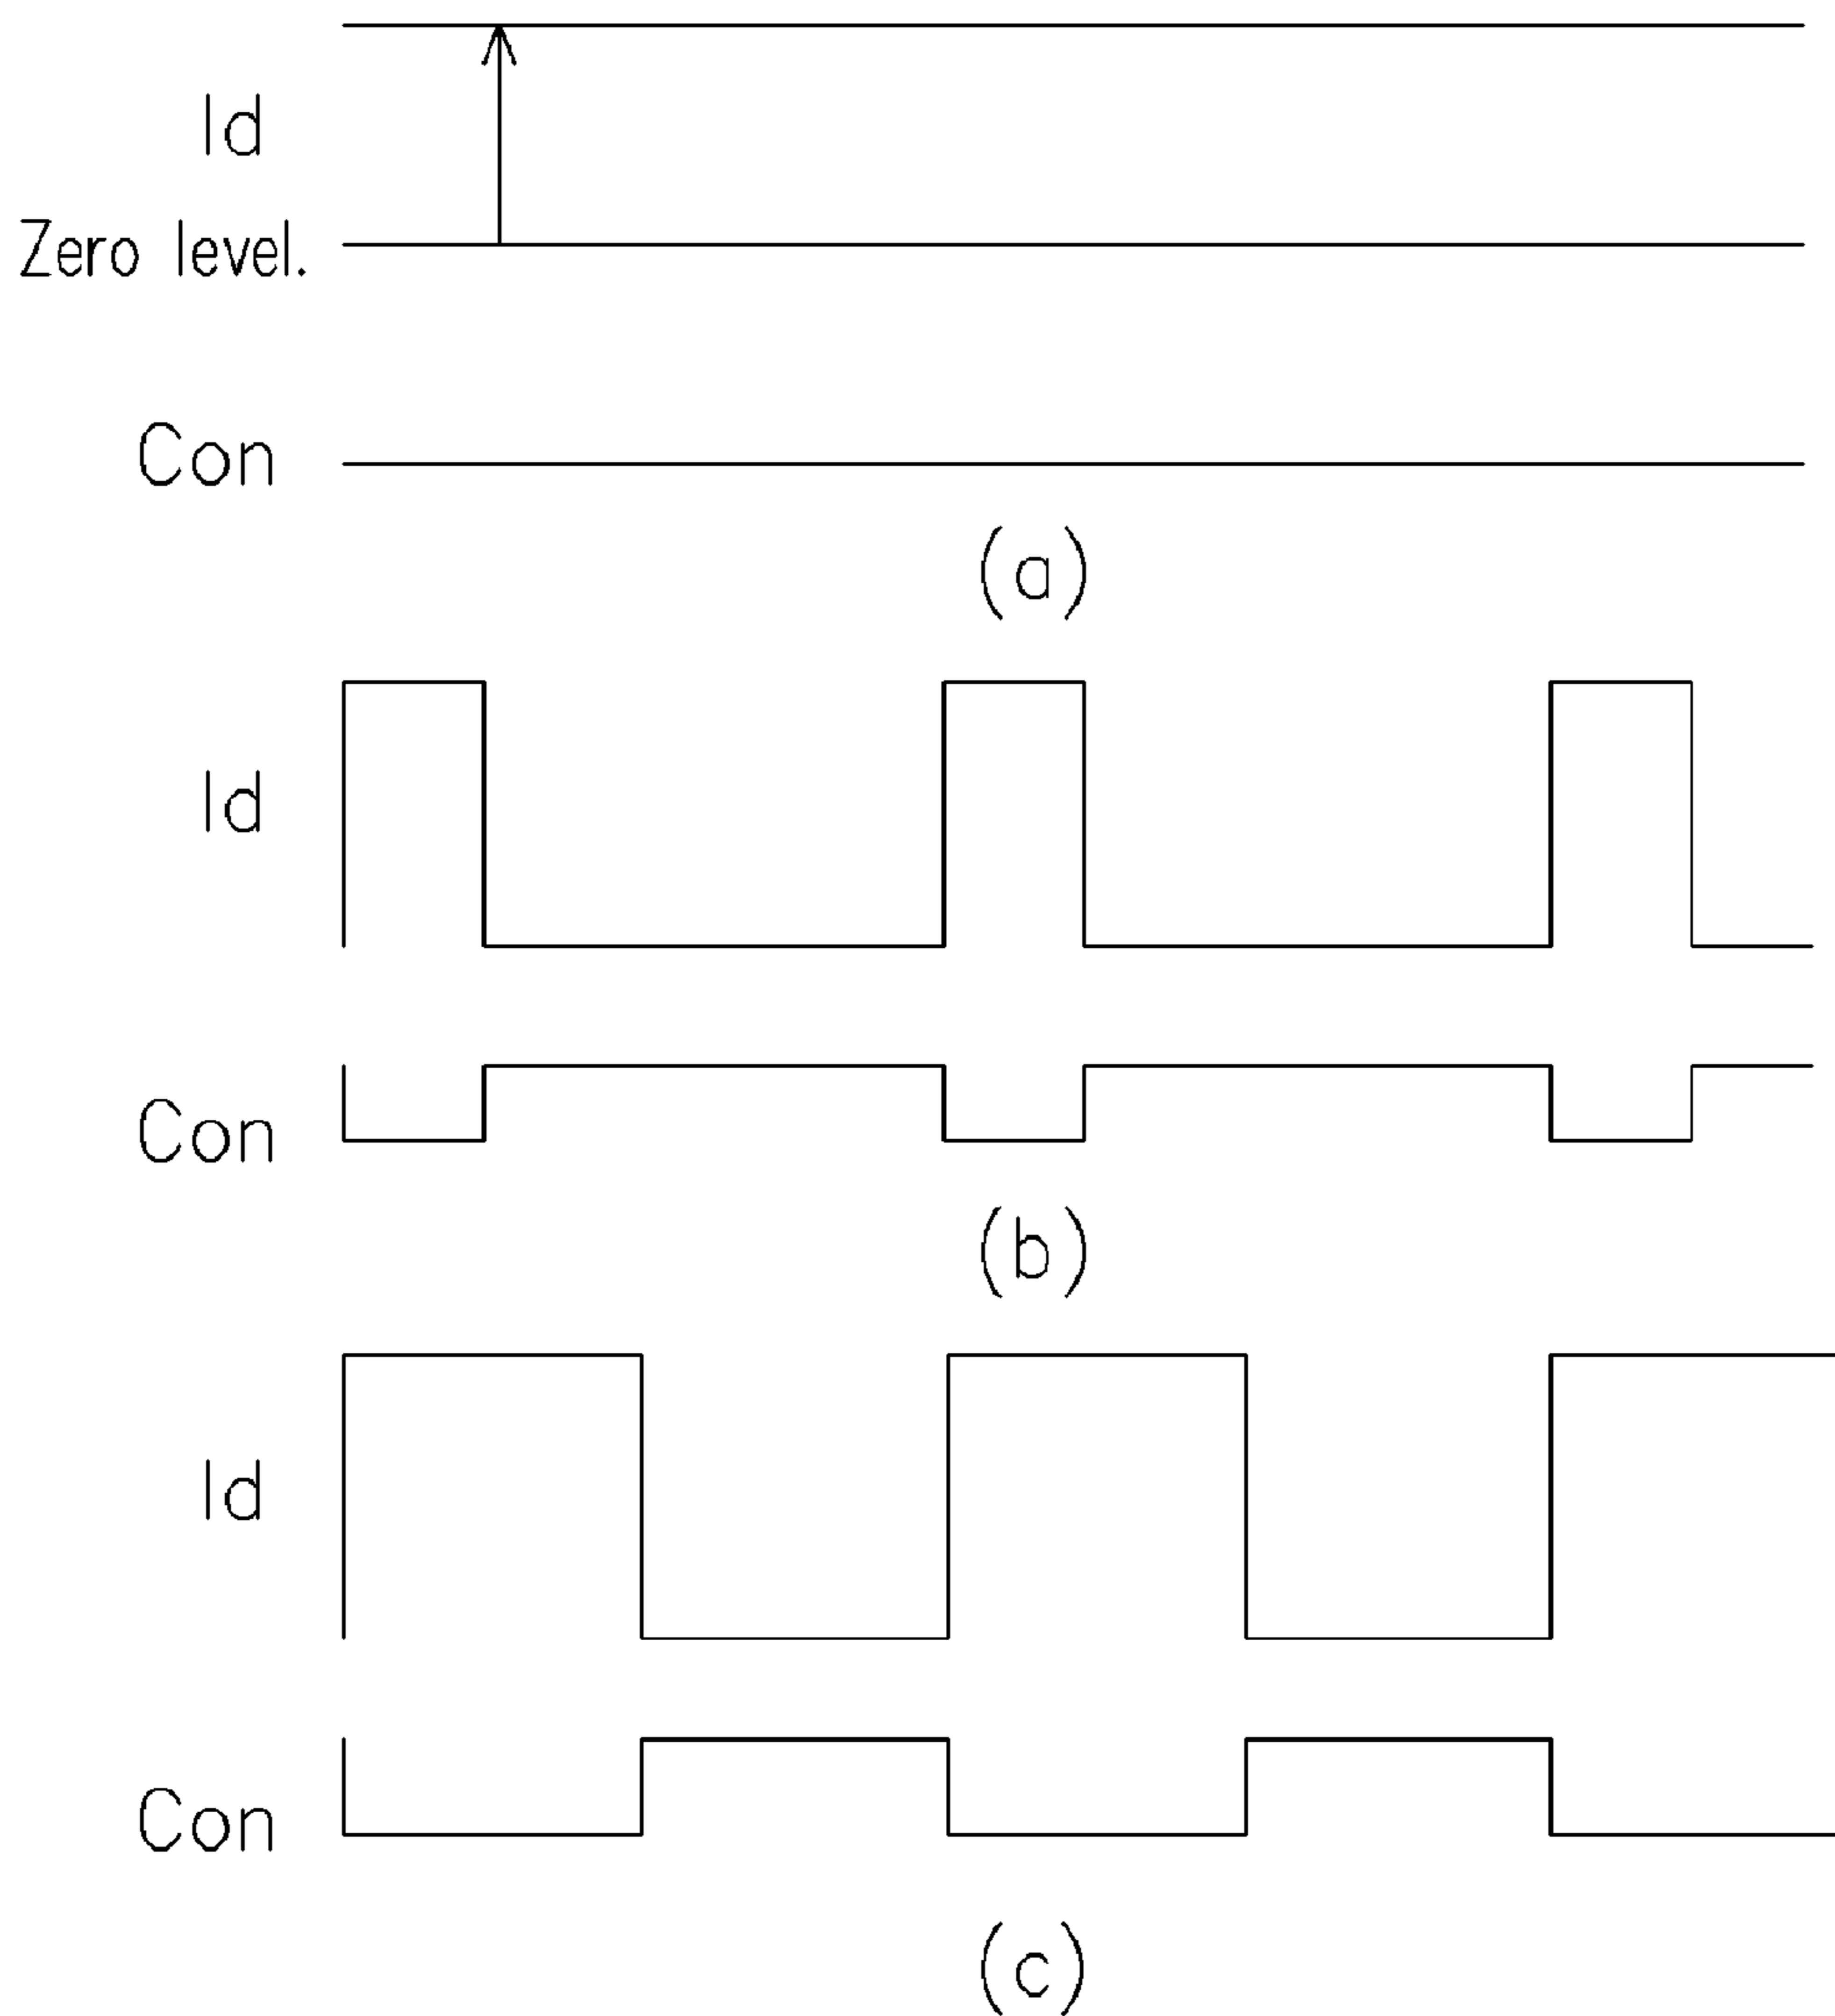 Id
Zero level.
Con
(a)
Id
Con
(b)
Id
Con
(c)